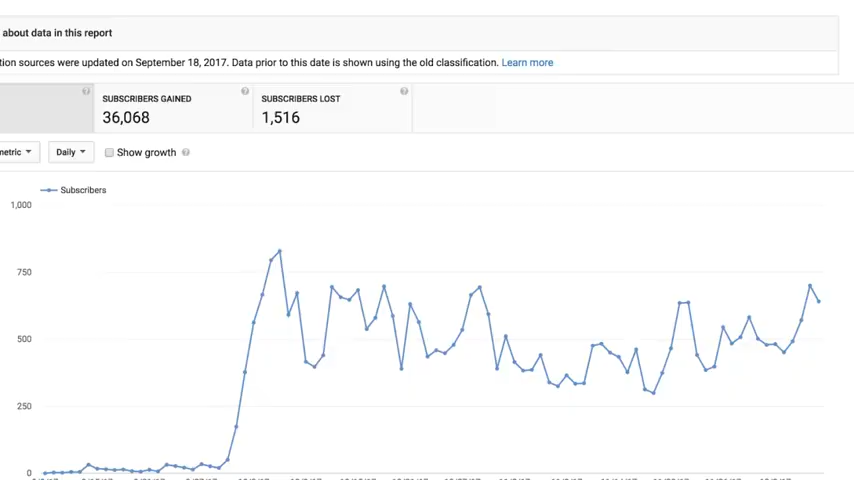 about data in this report
tion sources were updated on September 18, 2017. Data prior to this date is shown using the old classification. Learn more
SUBSCRIBERS GAINED SUBSCRIBERS LOST
36,068 1,516
metric Daily Show growth
Subscribers
1,000
750
500
250
0